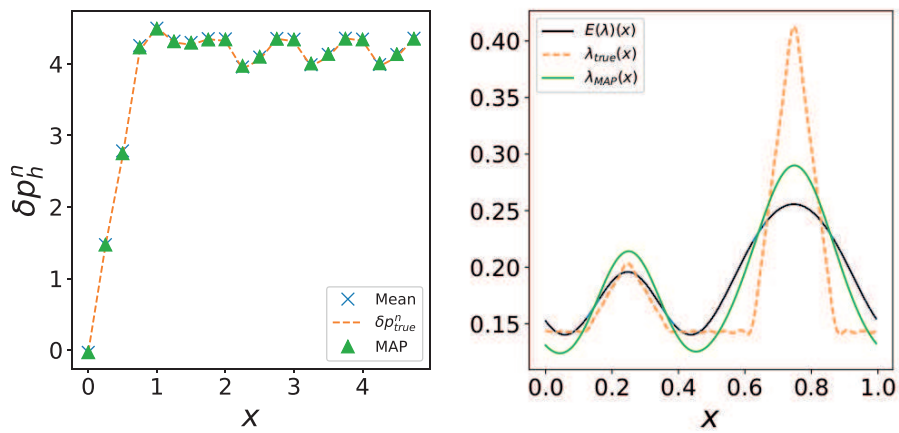 4
3
2
1
0
δpₕⁿ
0 1 2 3 4
x
Mean
δpⁿₜᵣᵤₑ
MAP
0.40
0.35
0.30
0.25
0.20
0.15
0.0 0.2 0.4 0.6 0.8 1.0
x
E(λ)(x)
λ_true(x)
λ_MAP(x)